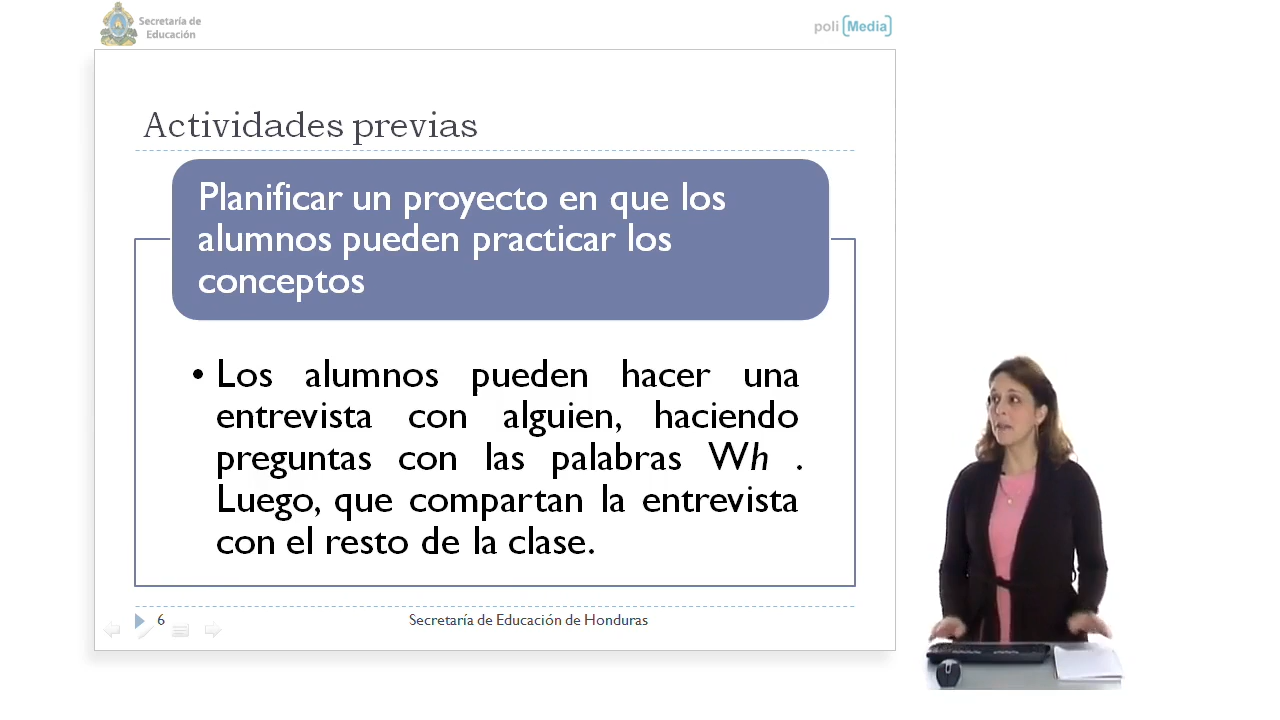 Secretaría de
Educación
poli [Media]
Actividades previas
Planificar un proyecto en que los
alumnos pueden practicar los
conceptos
• Los alumnos pueden hacer una
entrevista con alguien, haciendo
preguntas con las palabras Wh .
Luego, que compartan la entrevista
con el resto de la clase.
6
Secretaría de Educación de Honduras